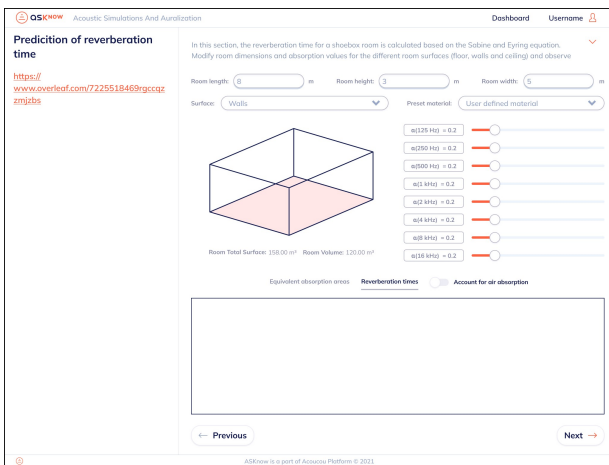 ASKNOW Acoustic Simulations And Auralization Dashboard Username
Predicition of reverberation
time
https://
www.overleaf.com/7225518469rgccqz
zmjzbs
In this section, the reverberation time for a shoebox room is calculated based on the Sabine and Eyring equation.
Modify room dimensions and absorption values for the different room surfaces (floor, walls and ceiling) and observe
Room length: 8 m Room height: 3 m Room width: 5 m
Surface: Walls Preset material: User defined material
α(125 Hz) = 0.2
α(250 Hz) = 0.2
α(500 Hz) = 0.2
α(1 kHz) = 0.2
α(2 kHz) = 0.2
α(4 kHz) = 0.2
α(8 kHz) = 0.2
α(16 kHz) = 0.2
Room Total Surface: 158.00 m² Room Volume: 120.00 m³
Equivalent absorption areas Reverberation times Account for air absorption
← Previous Next →
ASKnow is a part of Acoucou Platform © 2021